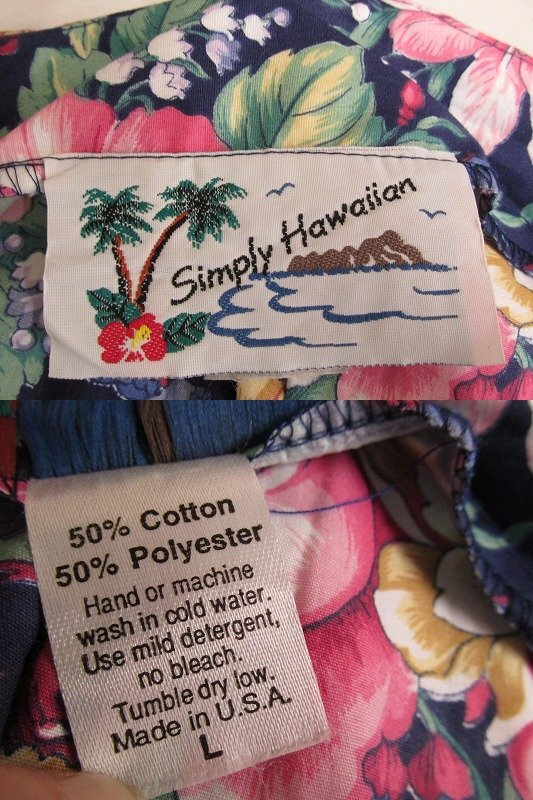 Simply Hawaiian
50% Cotton
50% Polyester
Hand or machine
wash in cold water.
Use mild detergent,
no bleach.
Tumble dry low.
Made in U.S.A.
L